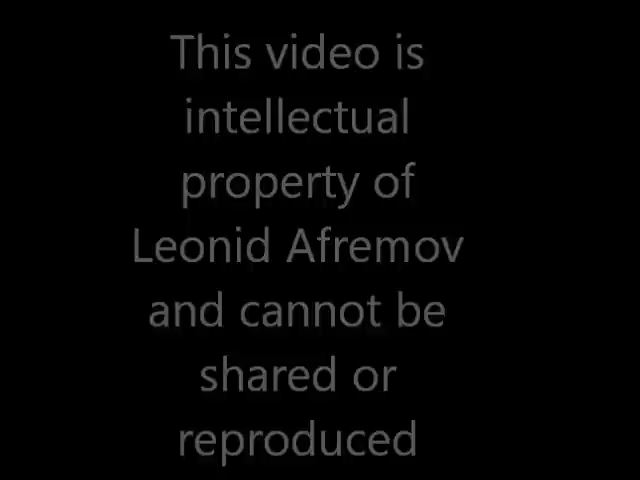 This video is
intellectual
property of
Leonid Afremov
and cannot be
shared or
reproduced